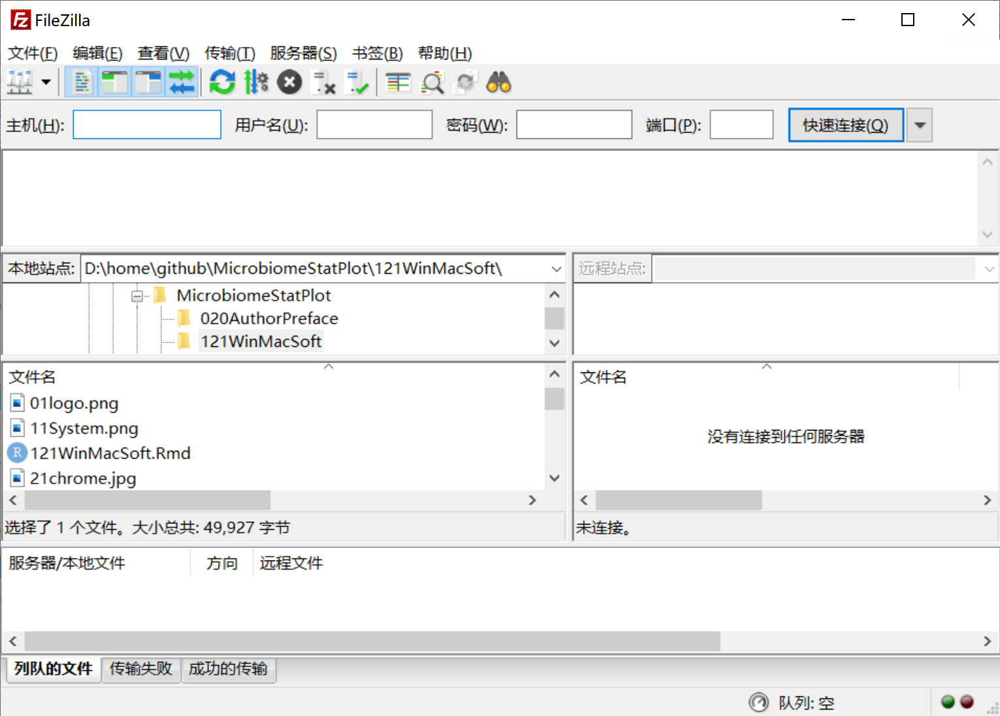 FileZilla
文件(F) 编辑(E) 查看(V) 传输(T) 服务器(S) 书签(B) 帮助(H)
主机(H): 用户名(U): 密码(W): 端口(P): 快速连接(Q)
本地站点: D:\home\github\MicrobiomeStatPlot\121WinMacSoft\
MicrobiomeStatPlot
020AuthorPreface
121WinMacSoft
远程站点:
文件名
01logo.png
11System.png
121WinMacSoft.Rmd
21chrome.jpg
选择了 1 个文件。大小总共: 49,927 字节
文件名
没有连接到任何服务器
未连接。
服务器/本地文件 方向 远程文件
列队的文件 传输失败 成功的传输
队列: 空